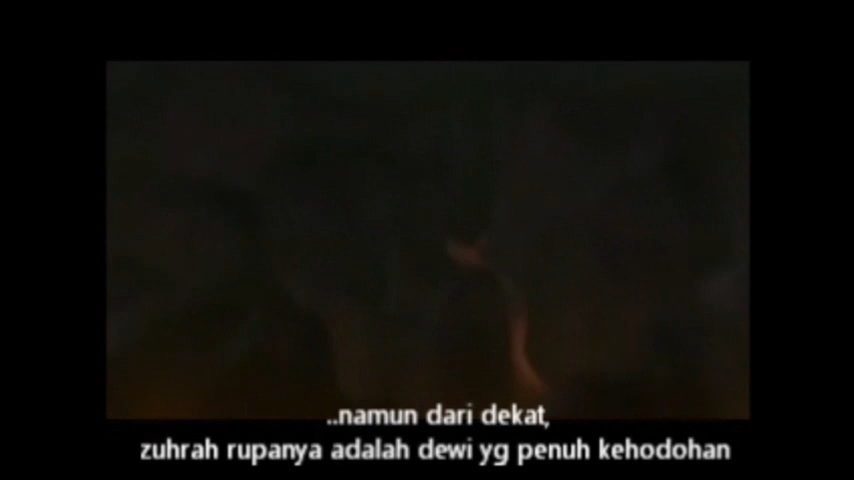 ..namun dari dekat,
zuhrah rupanya adalah dewi yg penuh kehodohan